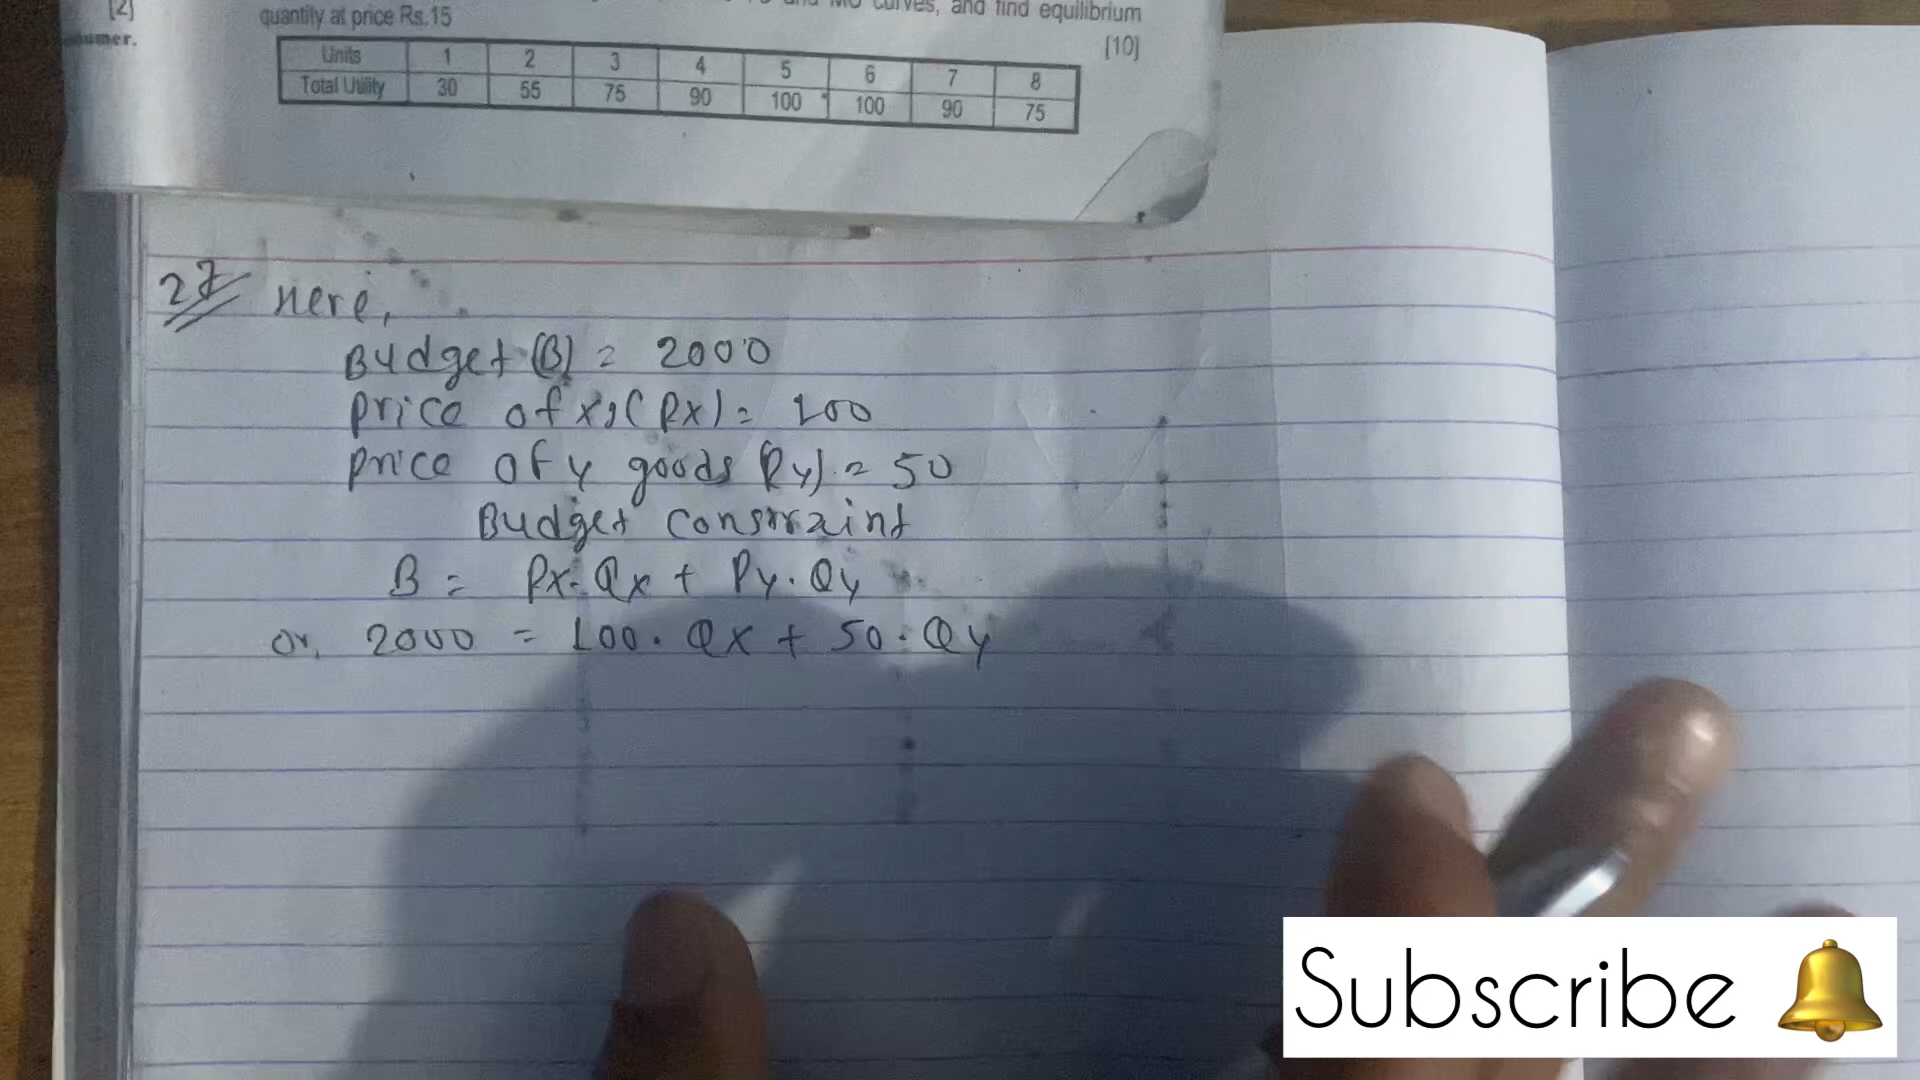 [2]
curves, and find equilibrium
quantity at price Rs.15
[10]
Units 1 2 3 4 5 6 7 8
Total Utility 30 55 75 90 100 100 90 75
27 Here,
Budget (B) = 2000
Price of x, (Px) = 100
Price of y goods (Py) = 50
Budget constraint
B = Px. Qx + Py. Qy
or, 2000 = 100. Qx + 50. Qy
Subscribe